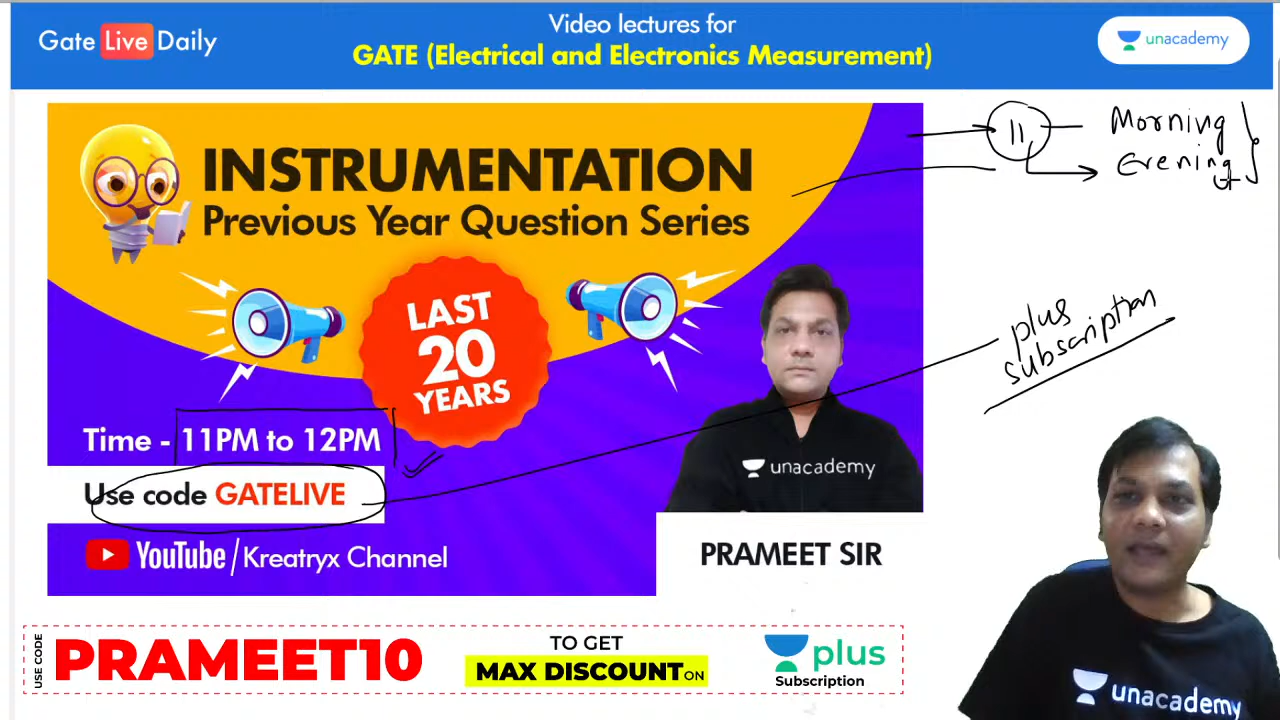 Gate Live Daily
Video lectures for
GATE (Electrical and Electronics Measurement)
unacademy
INSTRUMENTATION
Previous Year Question Series
LAST
20
YEARS
Time - 11PM to 12PM
Use code GATELIVE
YouTube / Kreatryx Channel
unacademy
PRAMEET SIR
11
Morning
Evening
plus
subscription
USE CODE
PRAMEET10
TO GET
MAX DISCOUNT ON
plus
Subscription
unacademy